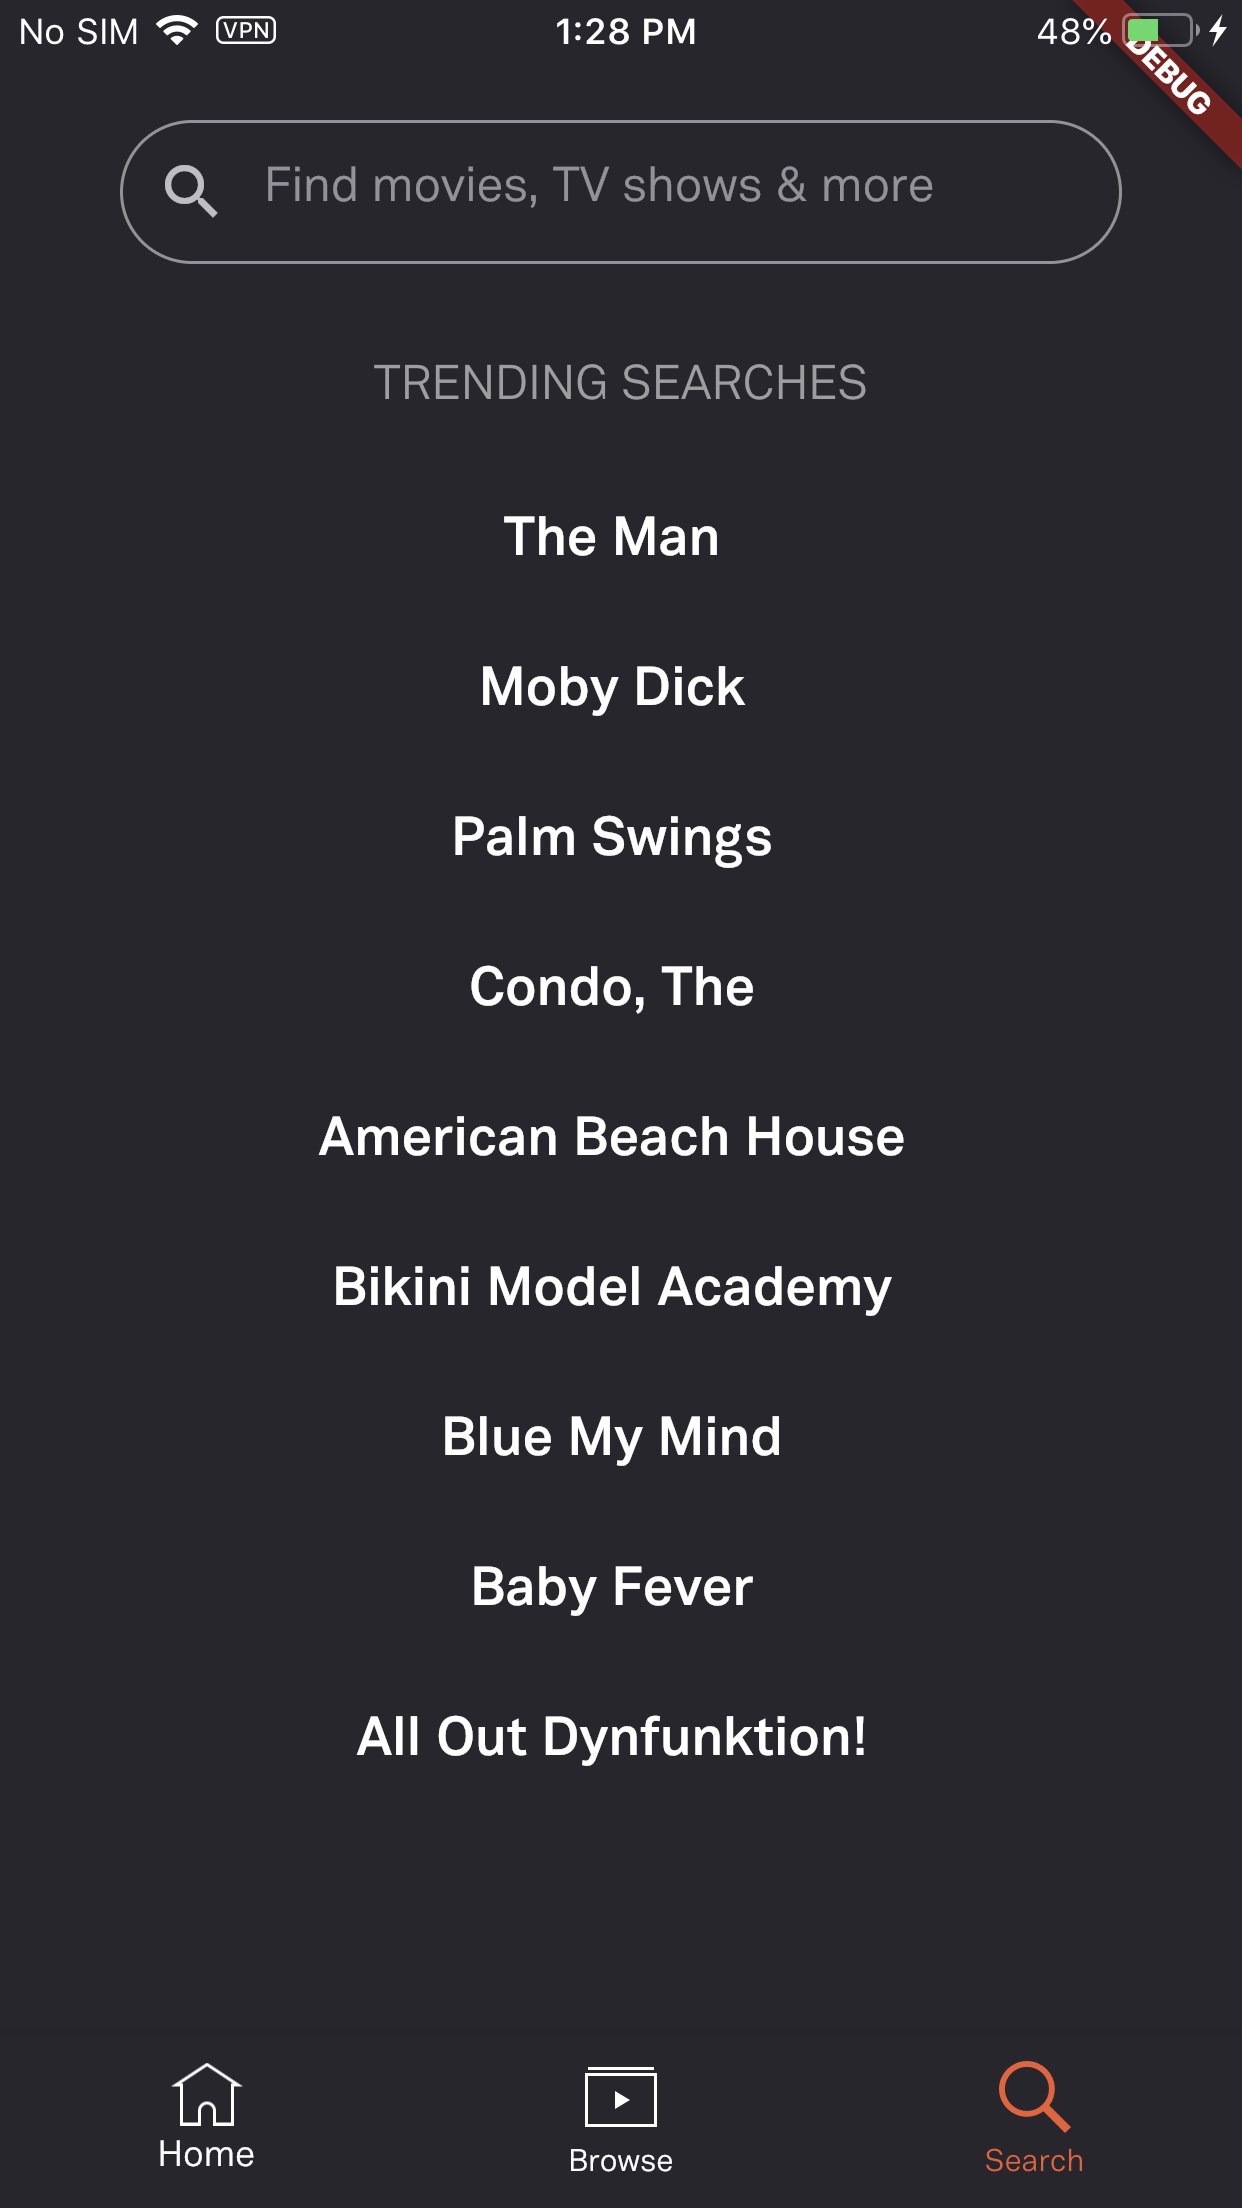 No SIM VPN 1:28 PM 48%
DEBUG
Find movies, TV shows & more
TRENDING SEARCHES
The Man
Moby Dick
Palm Swings
Condo, The
American Beach House
Bikini Model Academy
Blue My Mind
Baby Fever
All Out Dynfunktion!
Home Browse Search